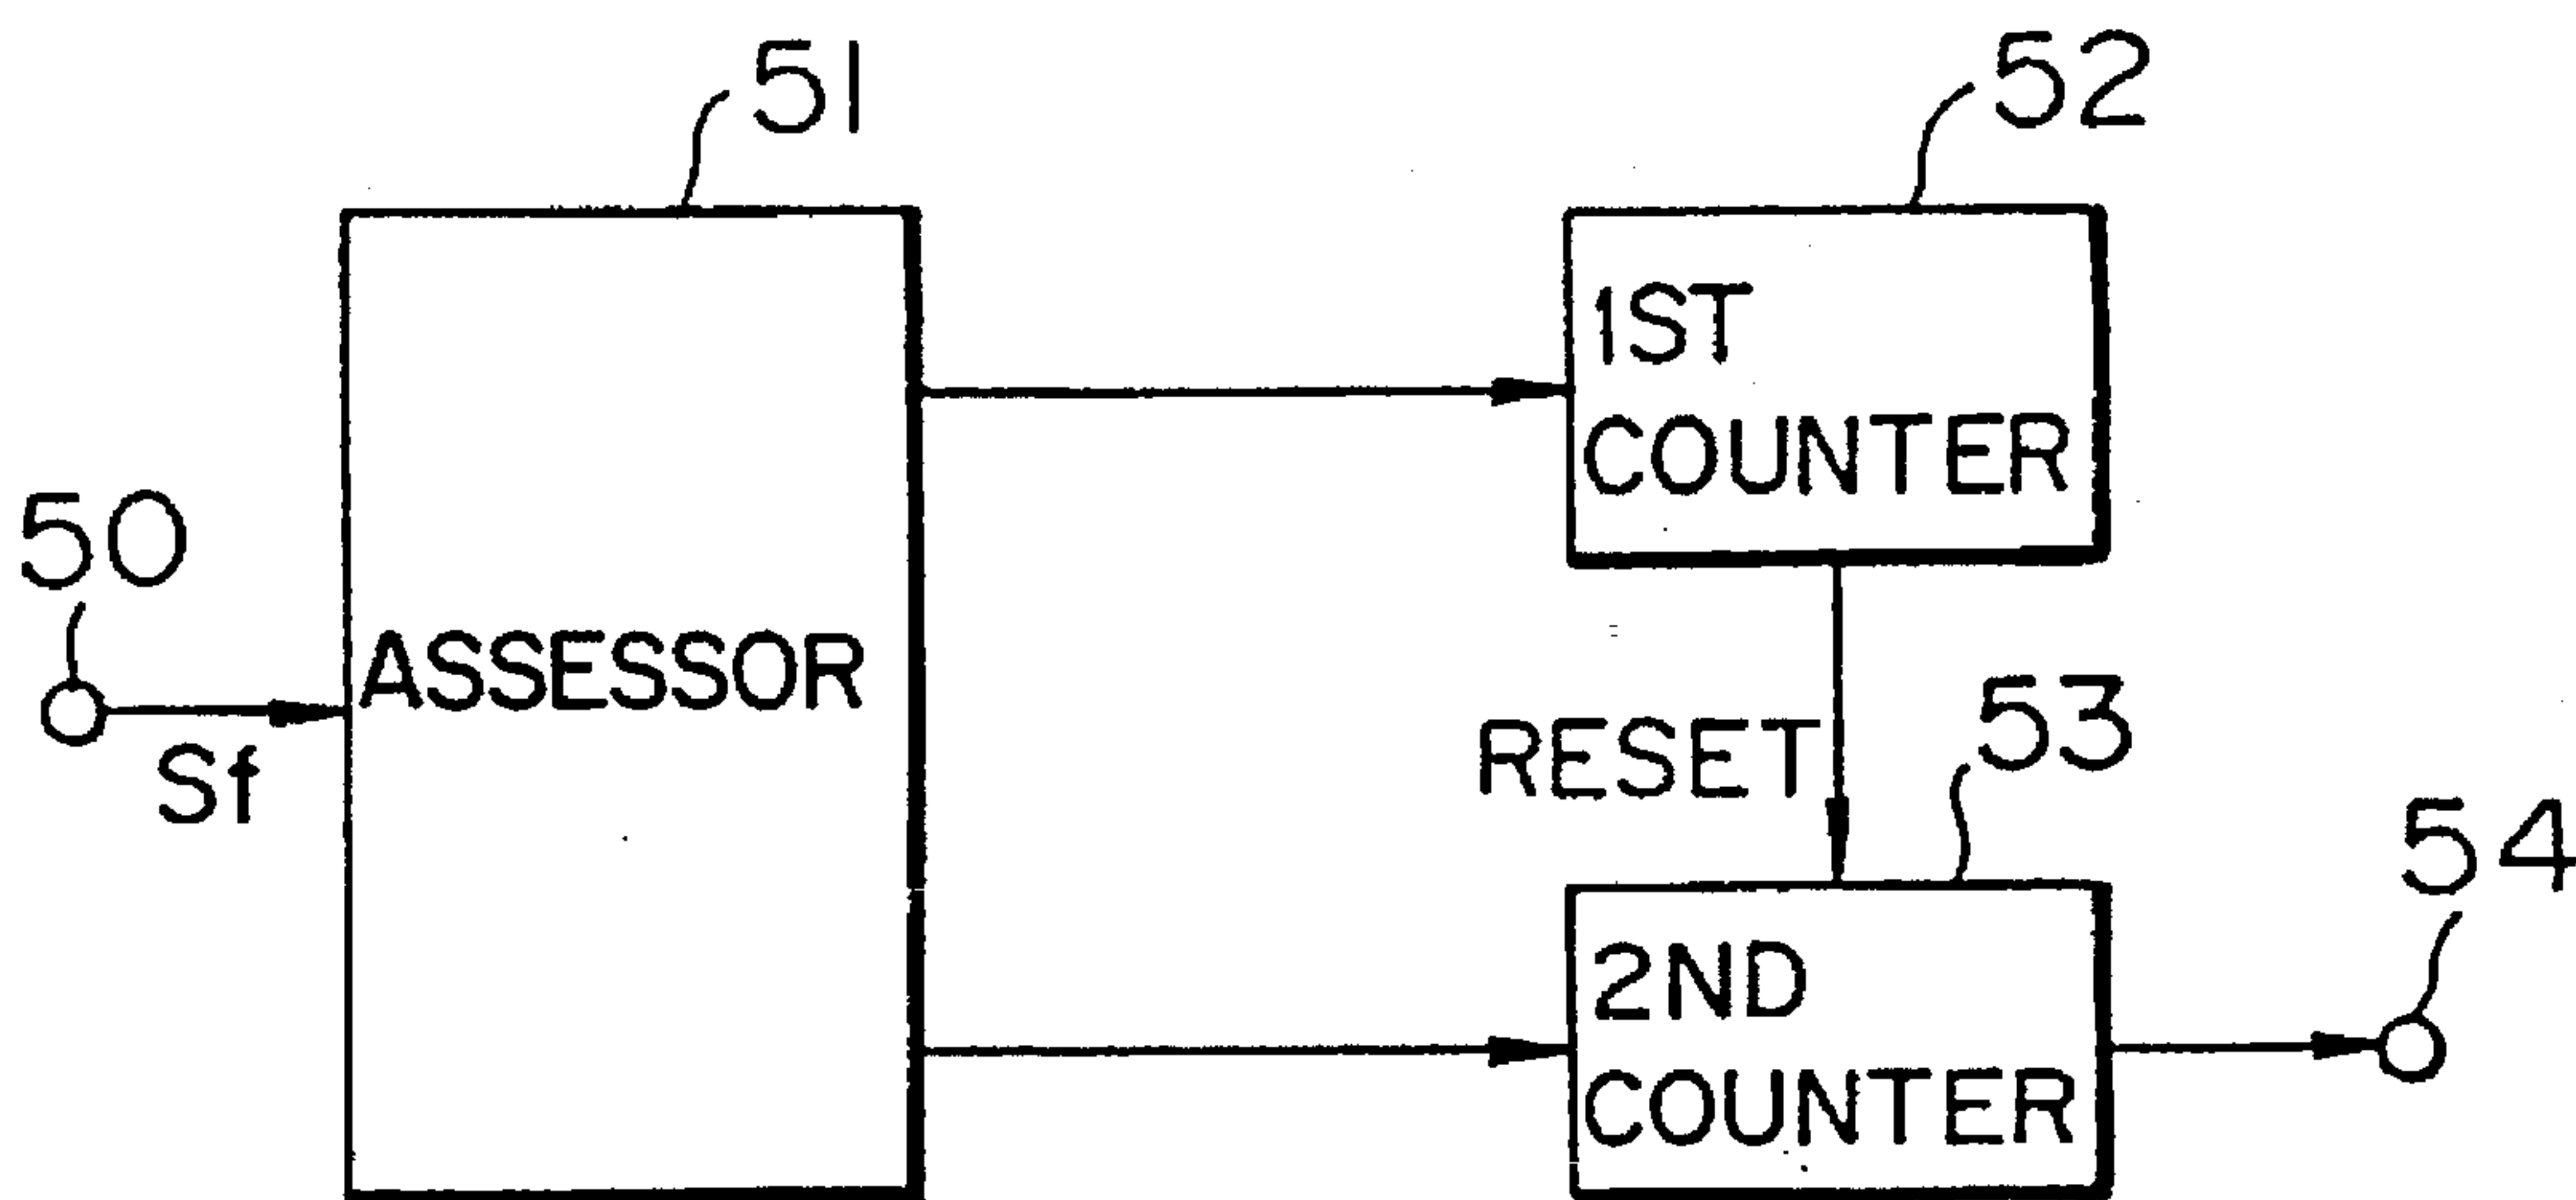 51
52
1ST
COUNTER
50
ASSESSOR
Sf
RESET
53
54
2ND
COUNTER